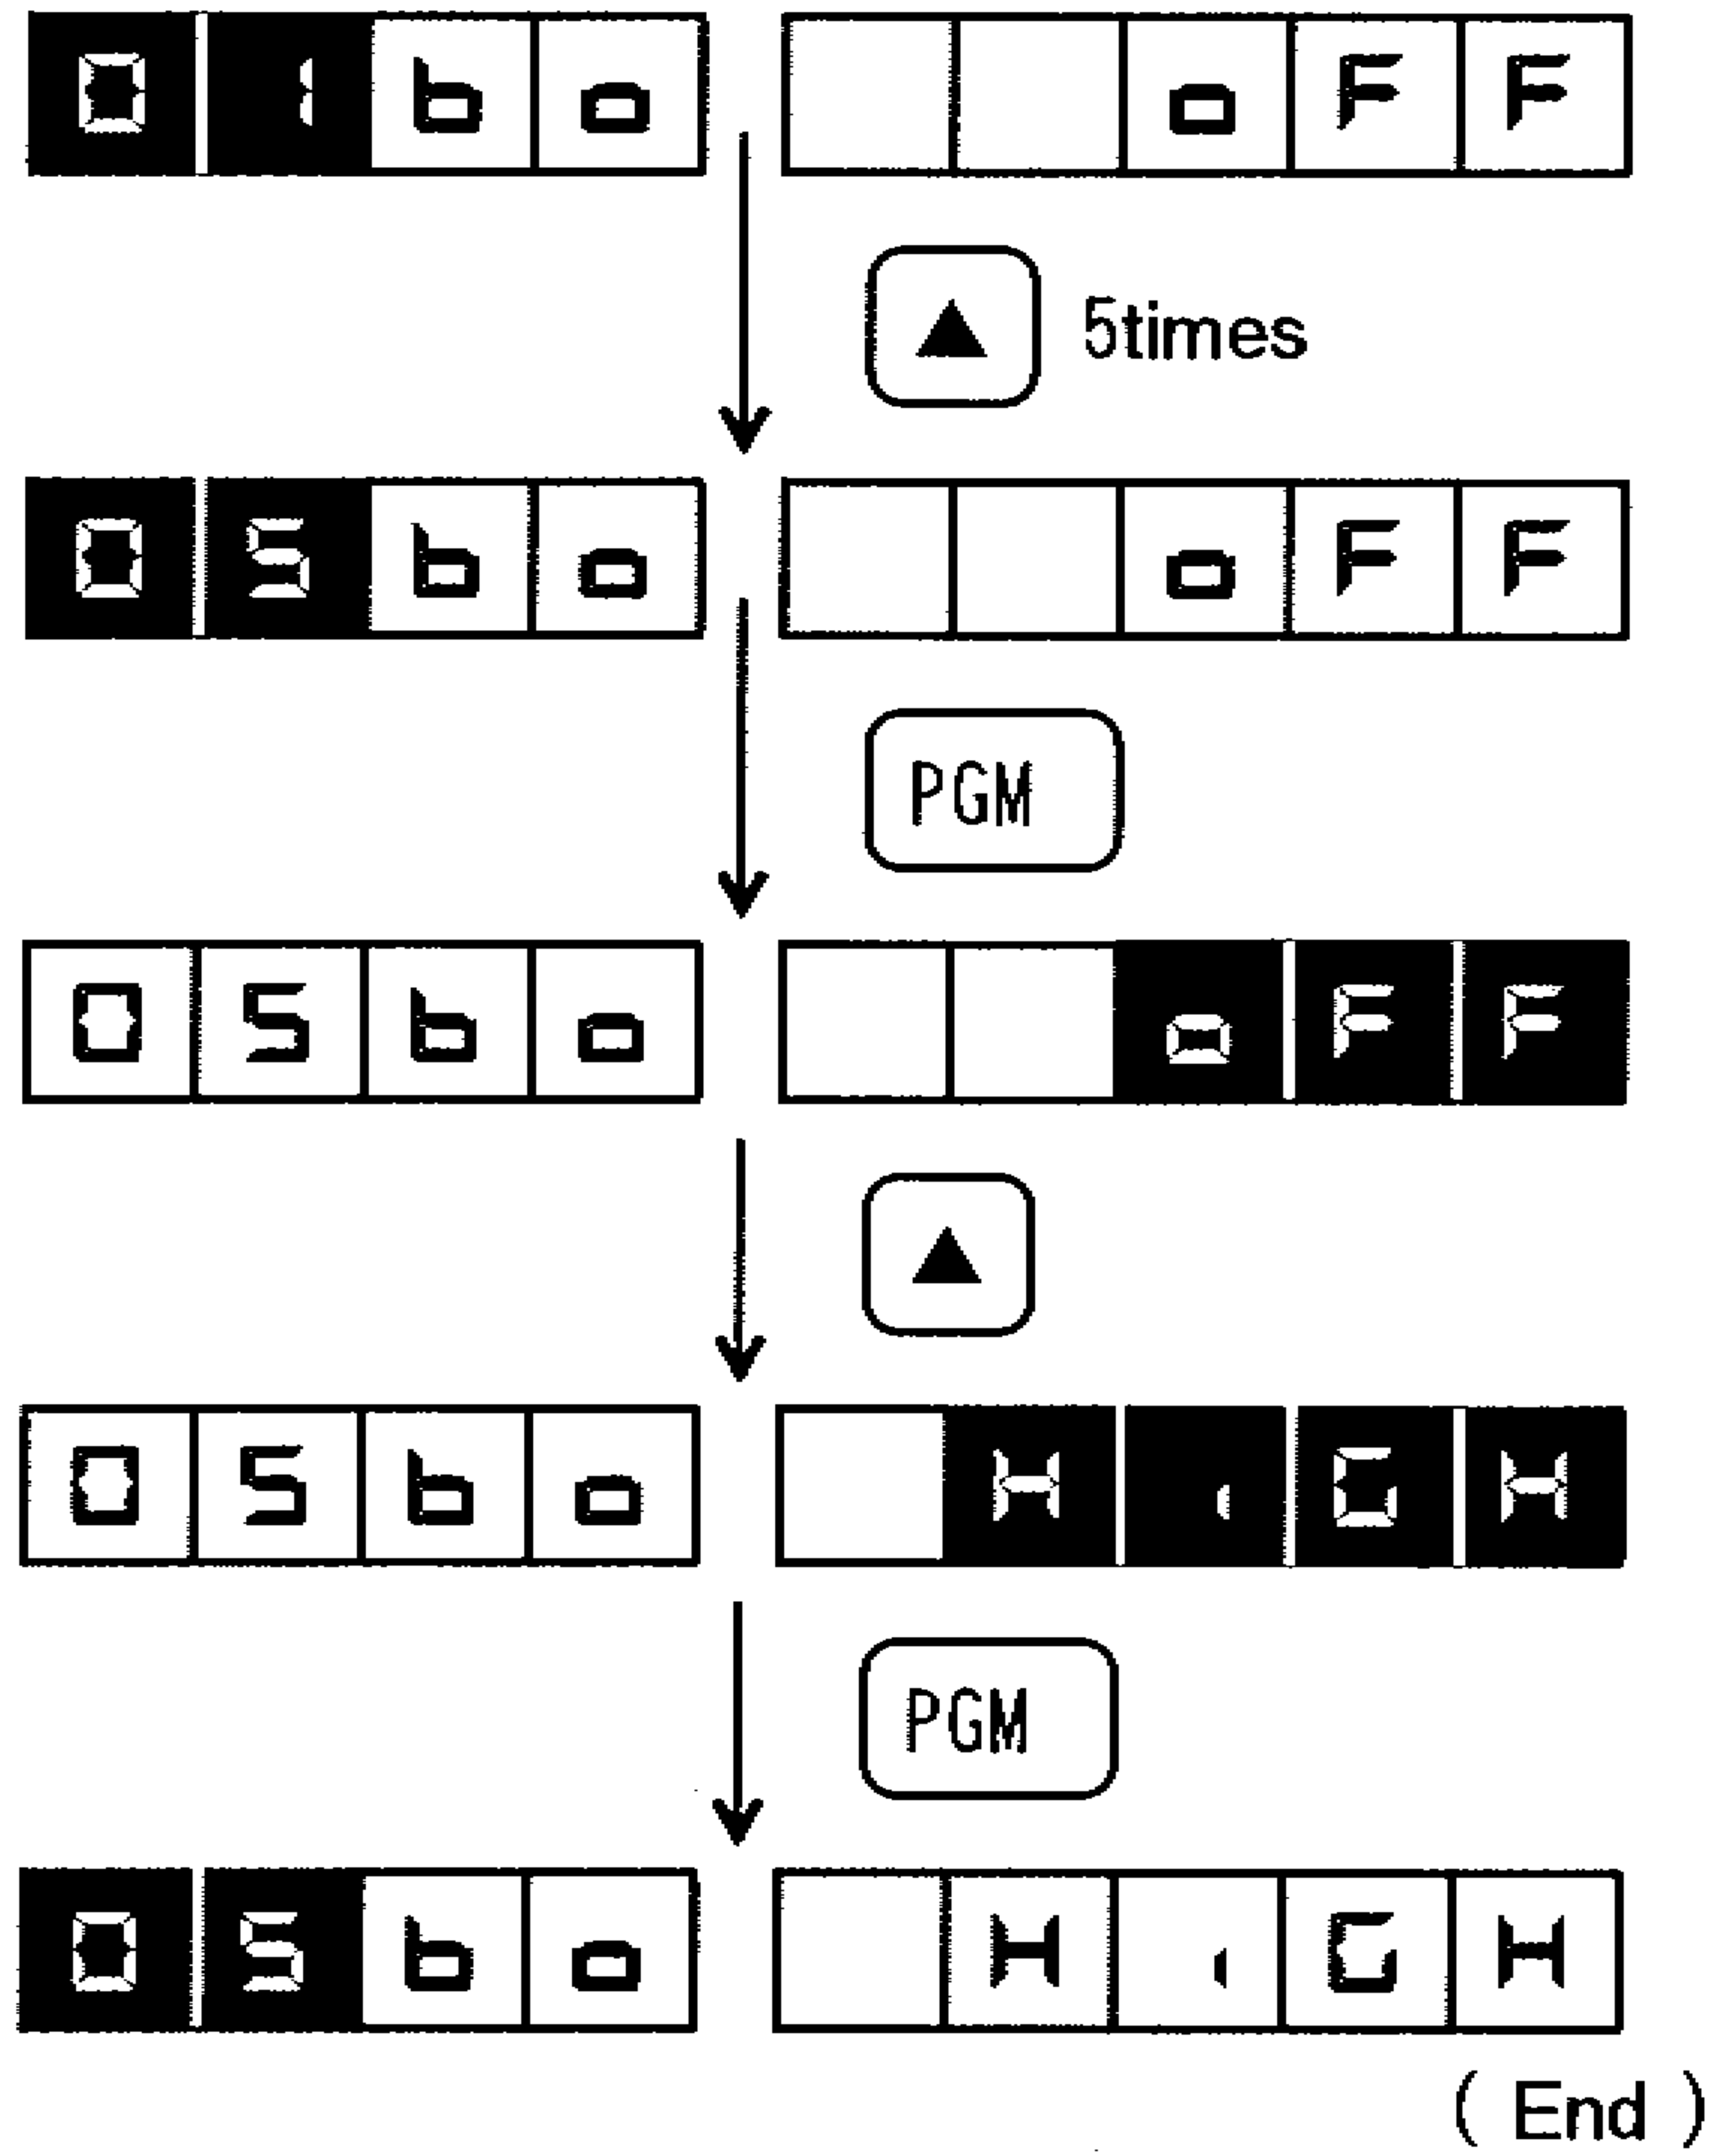 01bo oFF
▲ 5times
05bo oFF
PGM
05bo oFF
▲
05bo HiGH
PGM
05bo HiGH
( End )